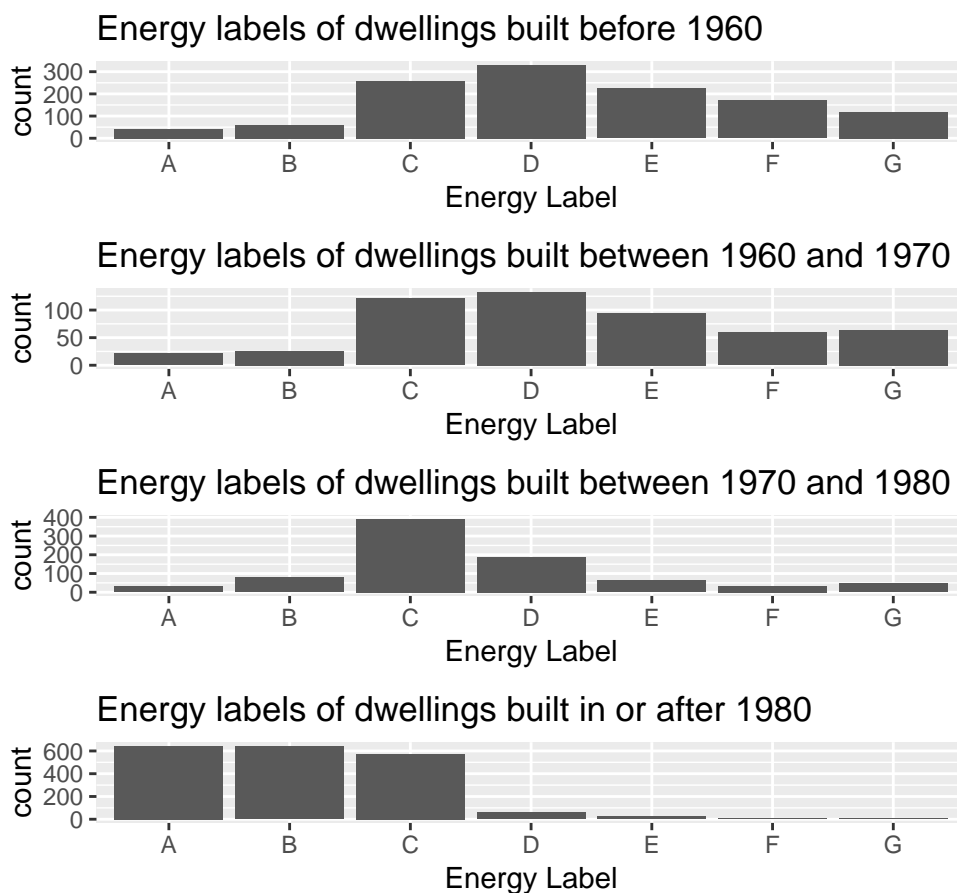 Energy labels of dwellings built before 1960
count
300
200
100
0
A B C D E F G
Energy Label
Energy labels of dwellings built between 1960 and 1970
count
100
50
0
A B C D E F G
Energy Label
Energy labels of dwellings built between 1970 and 1980
count
400
300
200
100
0
A B C D E F G
Energy Label
Energy labels of dwellings built in or after 1980
count
600
400
200
0
A B C D E F G
Energy Label